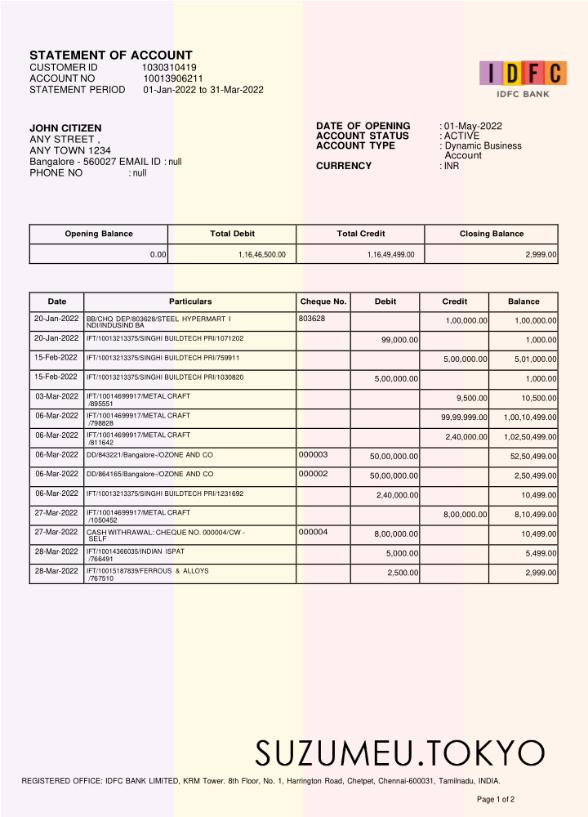 STATEMENT OF ACCOUNT
CUSTOMER ID 1030310419
ACCOUNT NO 10013906211
STATEMENT PERIOD 01-Jan-2022 to 31-Mar-2022
IDFC
IDFC BANK
JOHN CITIZEN
ANY STREET ,
ANY TOWN 1234
Bangalore - 560027 EMAIL ID : null
PHONE NO : null
DATE OF OPENING : 01-May-2022
ACCOUNT STATUS : ACTIVE
ACCOUNT TYPE : Dynamic Business
Account
CURRENCY : INR
Opening Balance Total Debit Total Credit Closing Balance
0.00 1,16,46,500.00 1,16,49,499.00 2,999.00
Date Particulars Cheque No. Debit Credit Balance
20-Jan-2022 BB/CHQ DEP/803628/STEEL HYPERMART I 803628 1,00,000.00 1,00,000.00
NDI/INDUSIND BA
20-Jan-2022 IFT/10013213375/SINGHI BUILDTECH PRI/1071202 99,000.00 1,000.00
15-Feb-2022 IFT/10013213375/SINGHI BUILDTECH PRI/759911 5,00,000.00 5,01,000.00
15-Feb-2022 IFT/10013213375/SINGHI BUILDTECH PRI/1030820 5,00,000.00 1,000.00
03-Mar-2022 IFT/10014699917/METAL CRAFT 9,500.00 10,500.00
/895551
06-Mar-2022 IFT/10014699917/METAL CRAFT 99,99,999.00 1,00,10,499.00
/798828
06-Mar-2022 IFT/10014699917/METAL CRAFT 2,40,000.00 1,02,50,499.00
/811642
06-Mar-2022 DD/843221/Bangalore-/OZONE AND CO 000003 50,00,000.00 52,50,499.00
06-Mar-2022 DD/864165/Bangalore-/OZONE AND CO 000002 50,00,000.00 2,50,499.00
06-Mar-2022 IFT/10013213375/SINGHI BUILDTECH PRI/1231692 2,40,000.00 10,499.00
27-Mar-2022 IFT/10014699917/METAL CRAFT 8,00,000.00 8,10,499.00
/1050452
27-Mar-2022 CASH WITHRAWAL: CHEQUE NO. 000004/CW - 000004 8,00,000.00 10,499.00
SELF
28-Mar-2022 IFT/10014366035/INDIAN ISPAT 5,000.00 5,499.00
/766491
28-Mar-2022 IFT/10015187839/FERROUS & ALLOYS 2,500.00 2,999.00
/767510
SUZUMEU.TOKYO
REGISTERED OFFICE: IDFC BANK LIMITED, KRM Tower. 8th Floor, No. 1, Harrington Road, Chetpet, Chennai-600031, Tamilnadu, INDIA.
Page 1 of 2